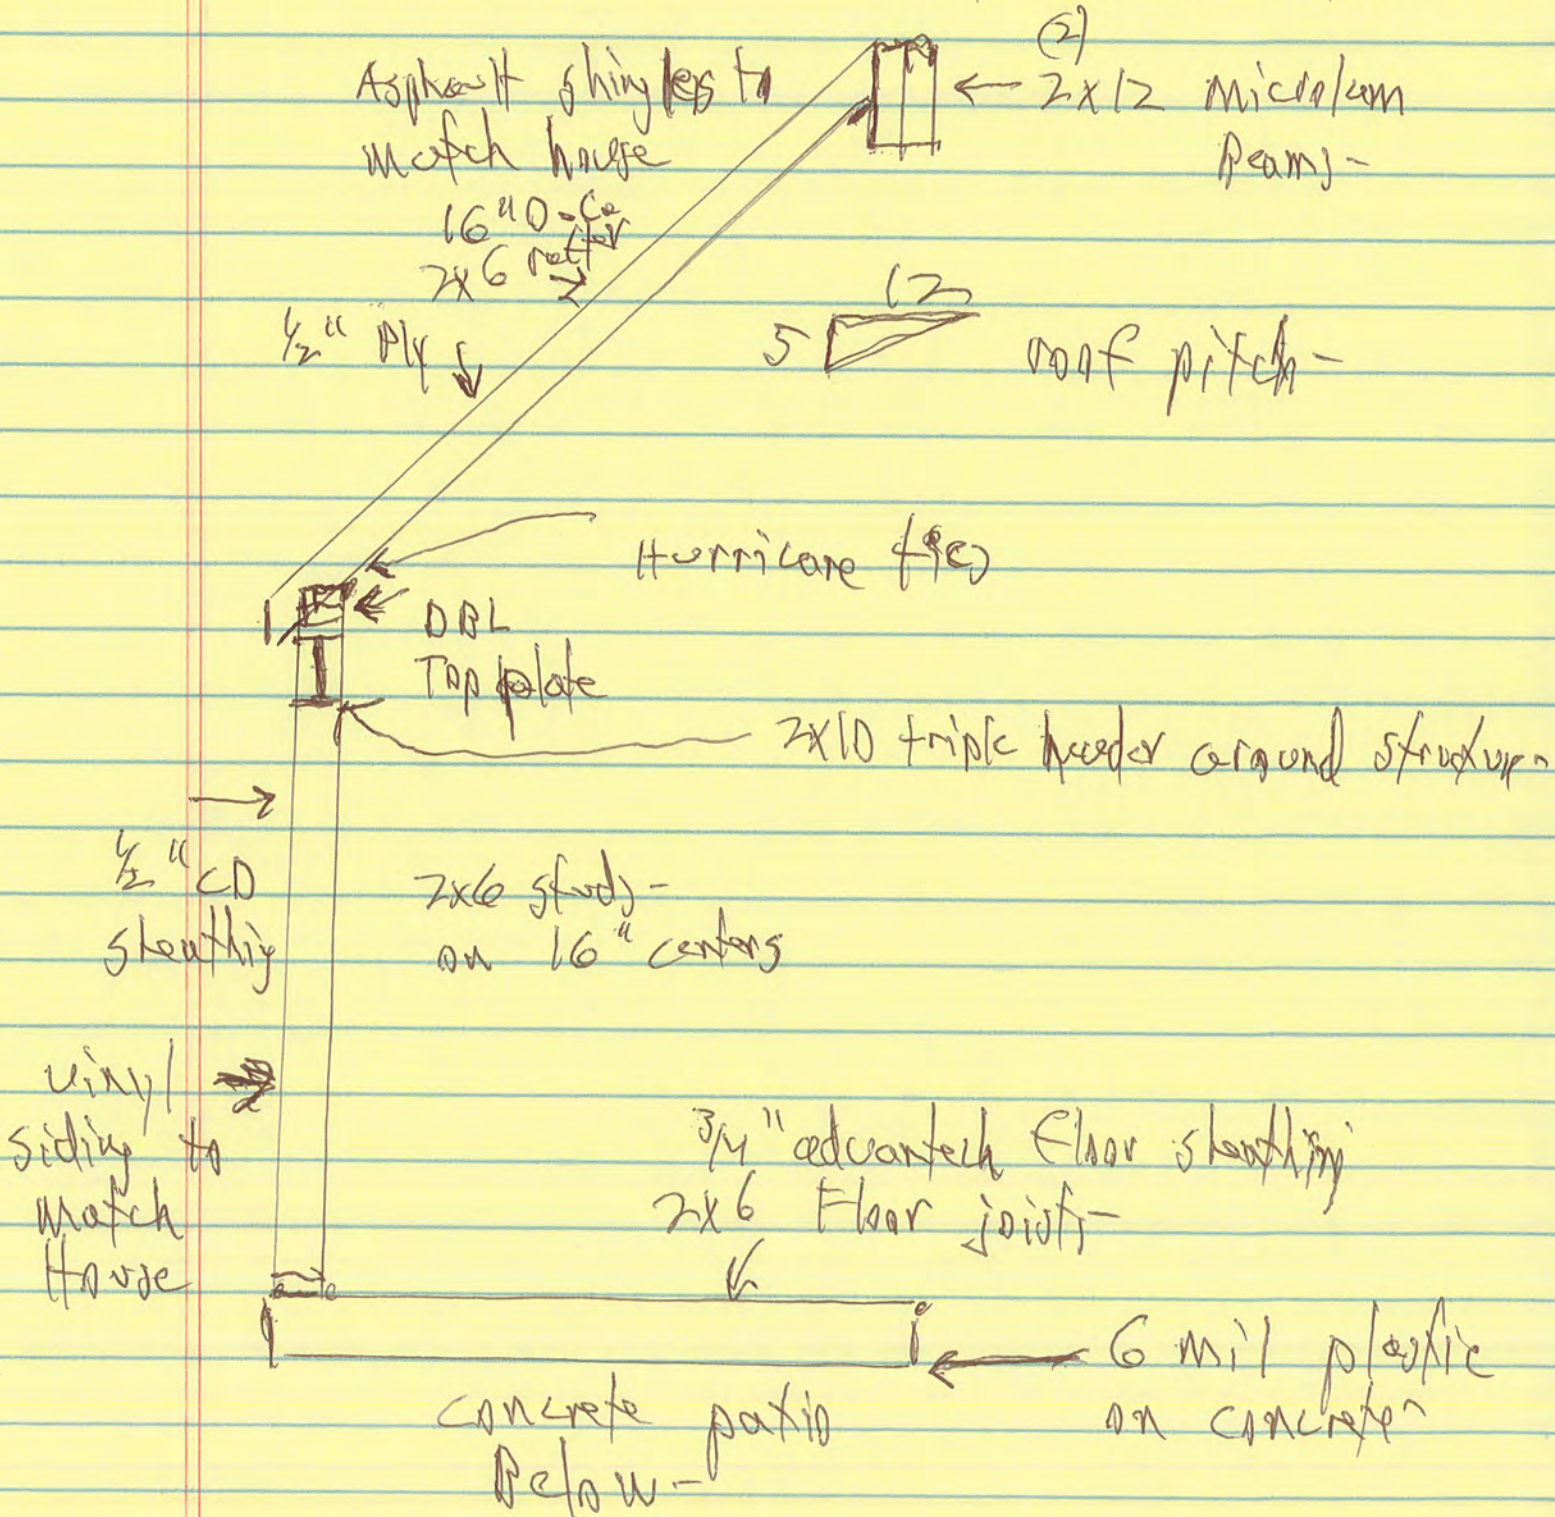 (2)
Asphault shingles to
match house
2x12 Microlam
Beams-
16" O.C.
2x6 rafter
1/2" Ply
12
5
roof pitch-
Hurricane ties
DBL
Top plate
2x10 triple header around structure-
1/2" CD
sheathing
2x6 studs-
on 16" centers
vinyl
siding to
match
House
3/4" advantech Floor sheathing
2x6 Floor joists-
6 mil plastic
on concrete-
concrete patio
Below-